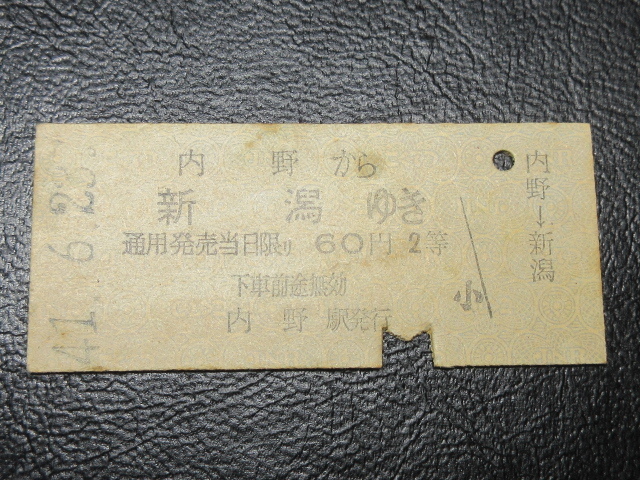 内野から
新潟ゆき
通用発売当日限り 60円 2等
下車前途無効
内野駅発行
小
内野→新潟
41. 6. 23